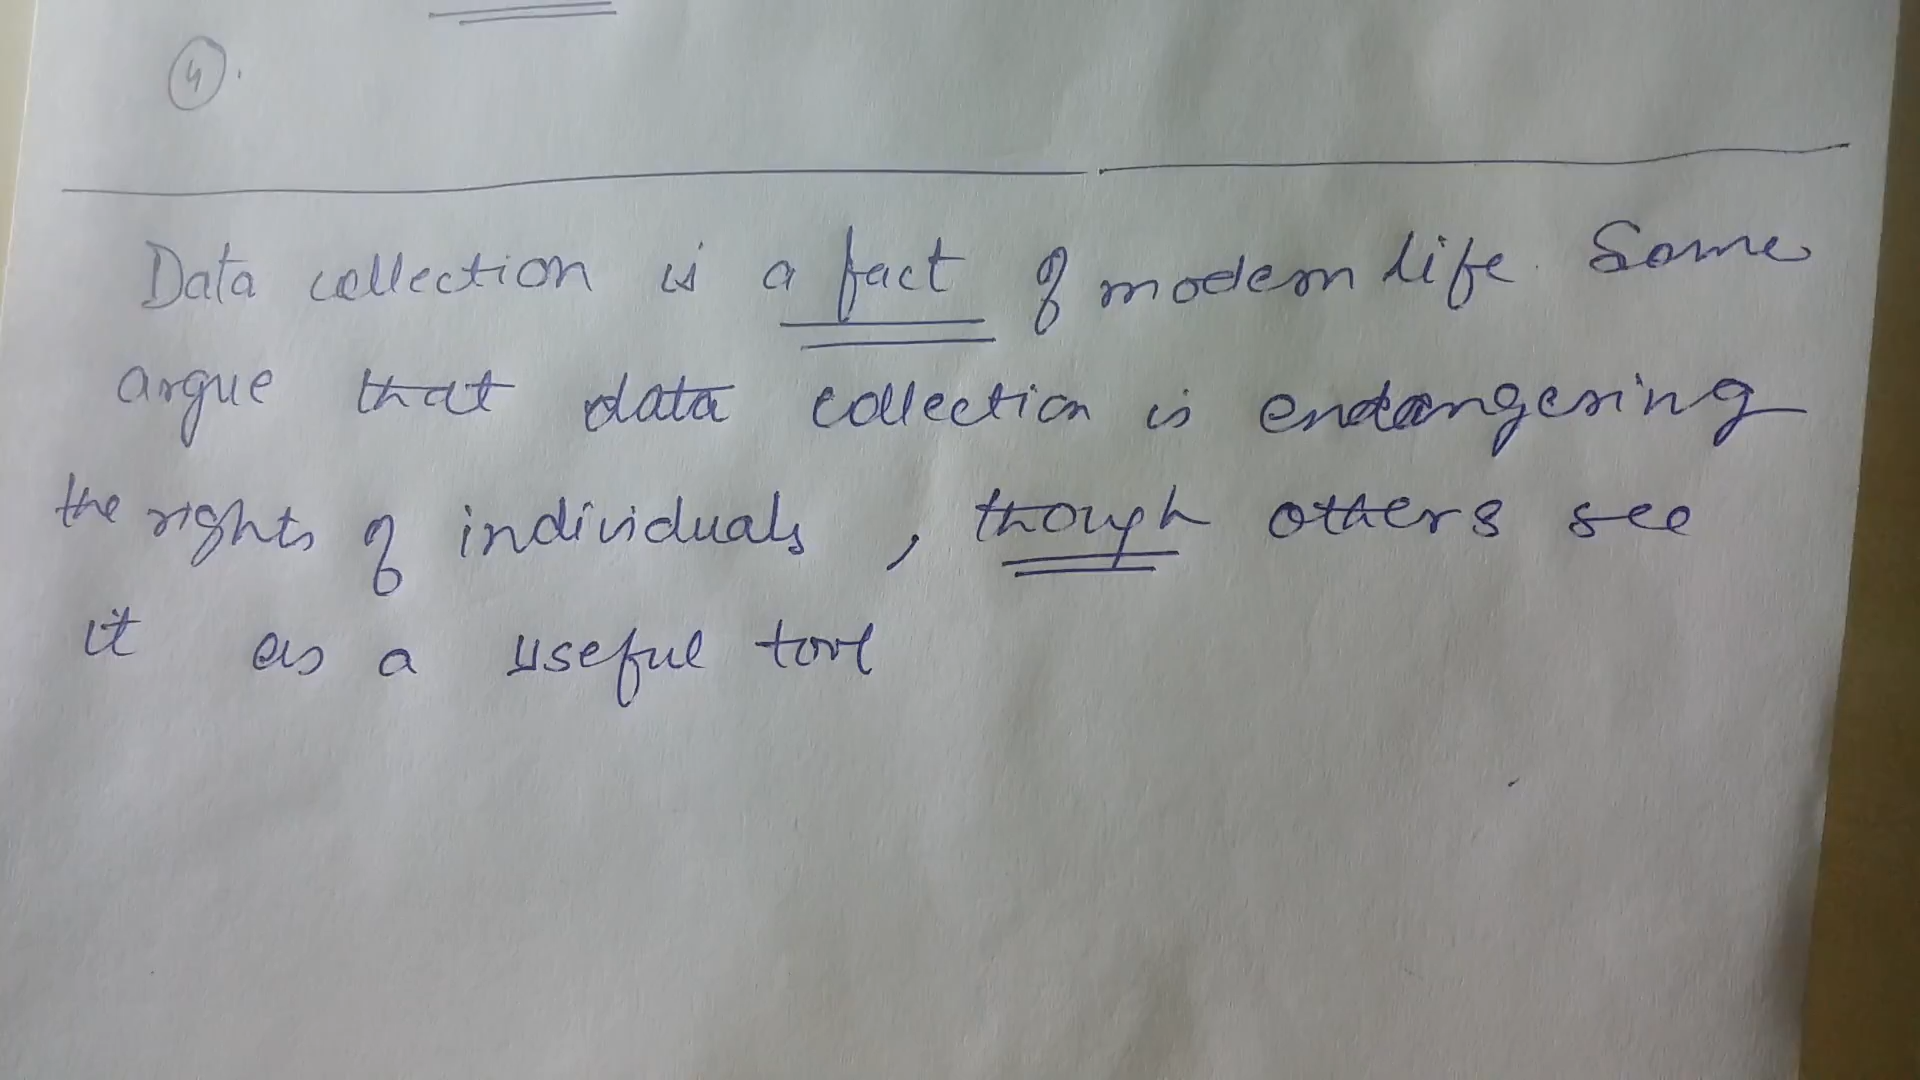 4.
Data collection is a fact of modern life. Some
argue that data collection is endangering
the rights of individuals, though others see
it as a useful tool